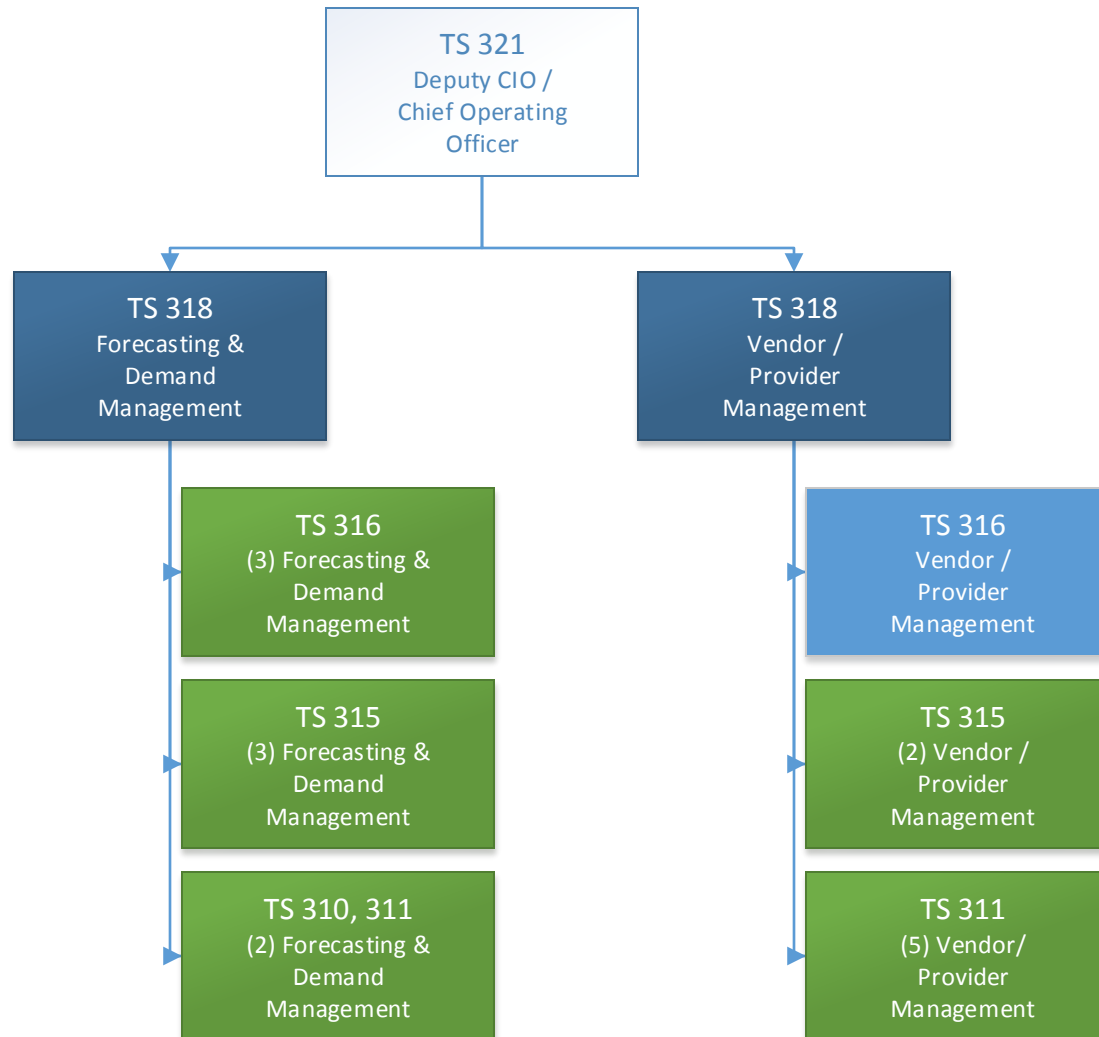 TS 321
Deputy CIO /
Chief Operating
Officer
TS 318
Forecasting &
Demand
Management
TS 318
Vendor /
Provider
Management
TS 316
(3) Forecasting &
Demand
Management
TS 316
Vendor /
Provider
Management
TS 315
(3) Forecasting &
Demand
Management
TS 315
(2) Vendor /
Provider
Management
TS 310, 311
(2) Forecasting &
Demand
Management
TS 311
(5) Vendor/
Provider
Management